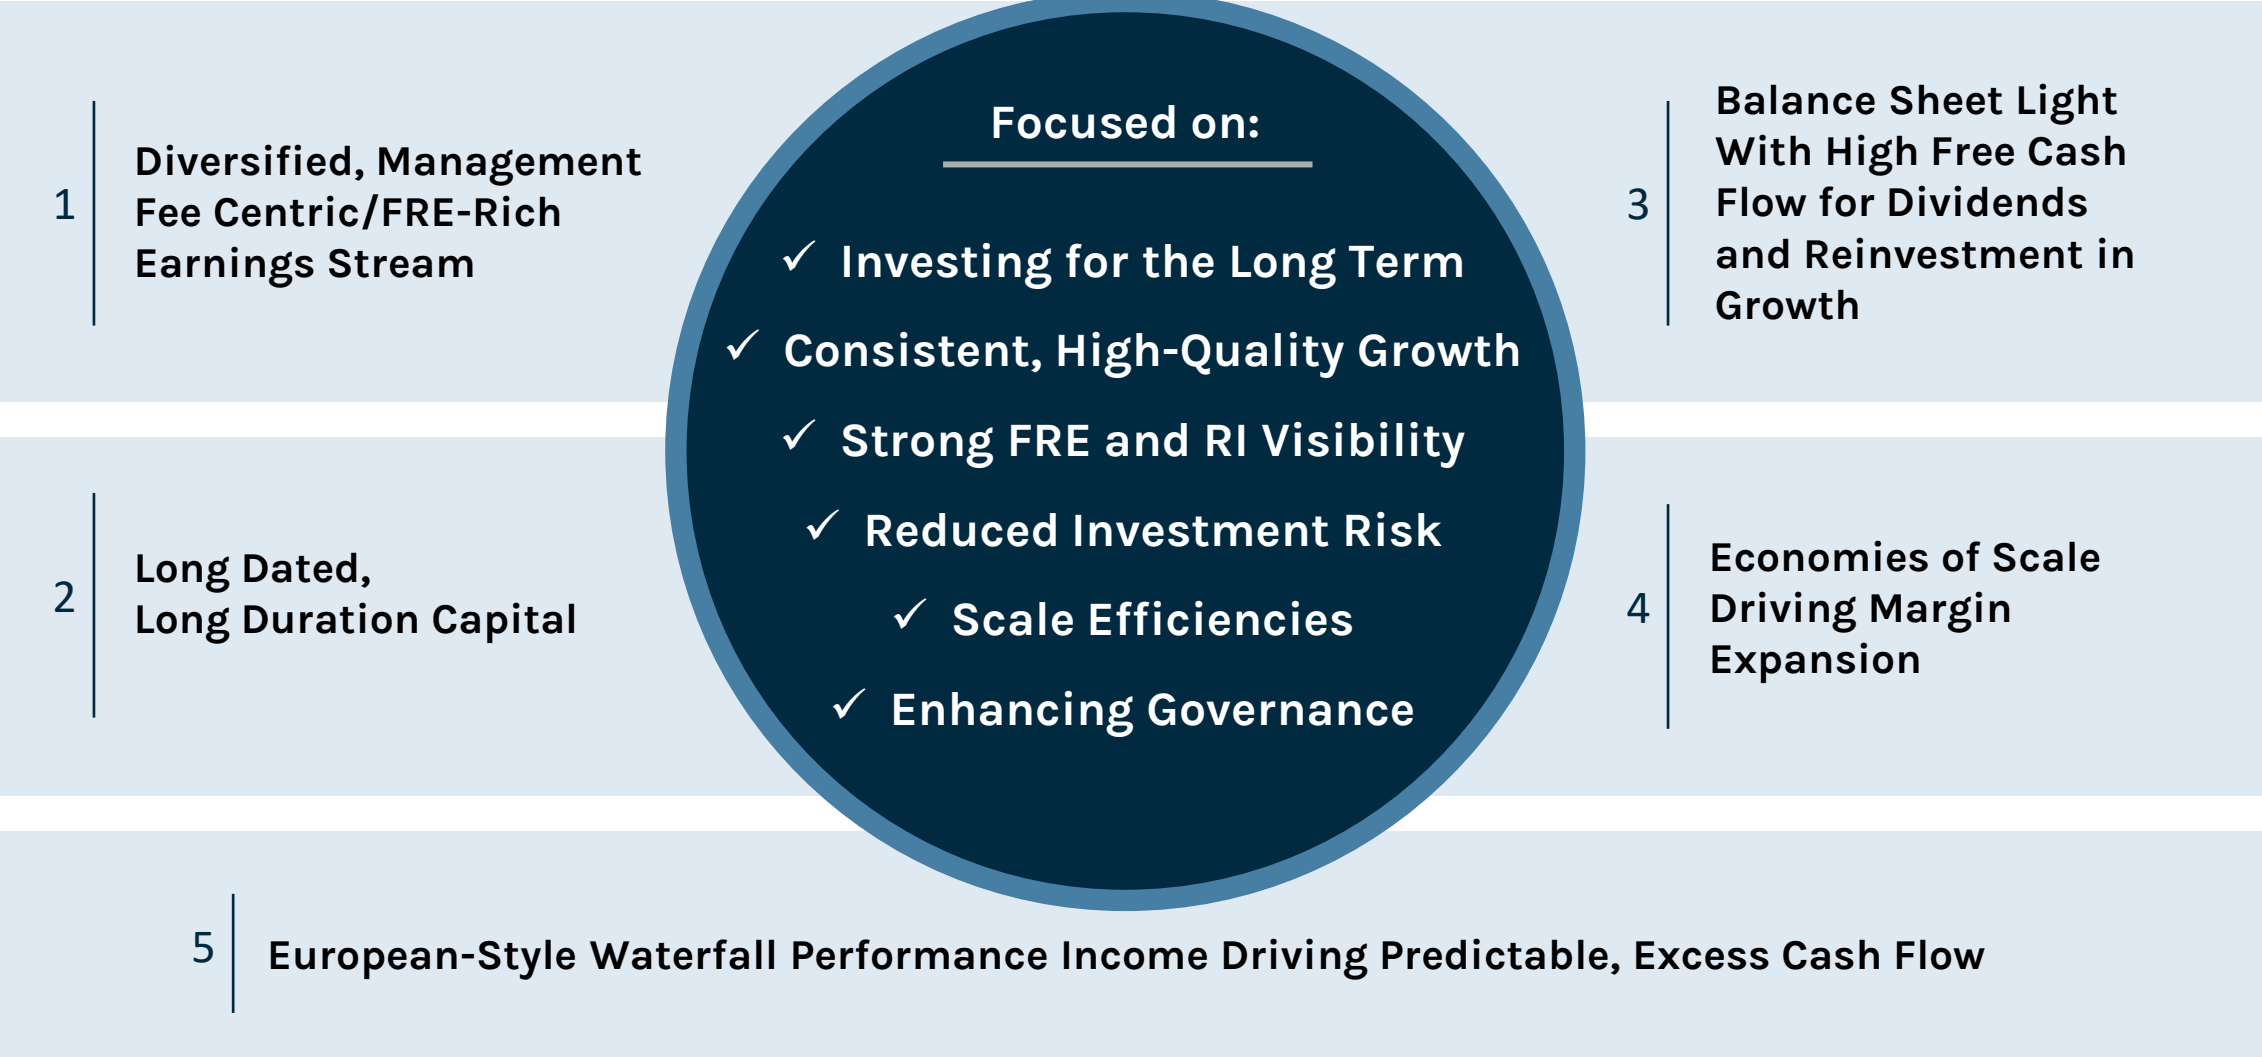 1
Diversified, Management
Fee Centric/FRE-Rich
Earnings Stream
2
Long Dated,
Long Duration Capital
Focused on:
✓ Investing for the Long Term
✓ Consistent, High-Quality Growth
✓ Strong FRE and RI Visibility
✓ Reduced Investment Risk
✓ Scale Efficiencies
✓ Enhancing Governance
3
Balance Sheet Light
With High Free Cash
Flow for Dividends
and Reinvestment in
Growth
4
Economies of Scale
Driving Margin
Expansion
5
European-Style Waterfall Performance Income Driving Predictable, Excess Cash Flow